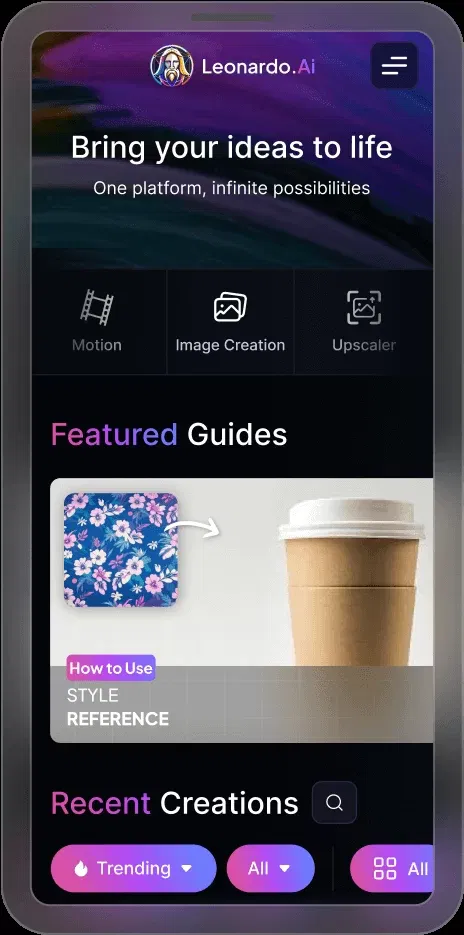 Leonardo.Ai
Bring your ideas to life
One platform, infinite possibilities
Motion
Image Creation
Upscaler
Featured Guides
How to Use
STYLE
REFERENCE
Recent Creations
Trending
All
All